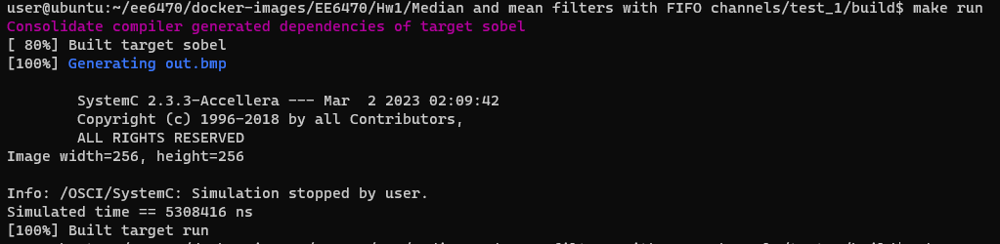 user@ubuntu:~/ee6470/docker-images/EE6470/Hw1/Median and mean filters with FIFO channels/test_1/build$ make run
Consolidate compiler generated dependencies of target sobel
[ 80%] Built target sobel
[100%] Generating out.bmp
SystemC 2.3.3-Accellera --- Mar  2 2023 02:09:42
Copyright (c) 1996-2018 by all Contributors,
ALL RIGHTS RESERVED
Image width=256, height=256
Info: /OSCI/SystemC: Simulation stopped by user.
Simulated time == 5308416 ns
[100%] Built target run